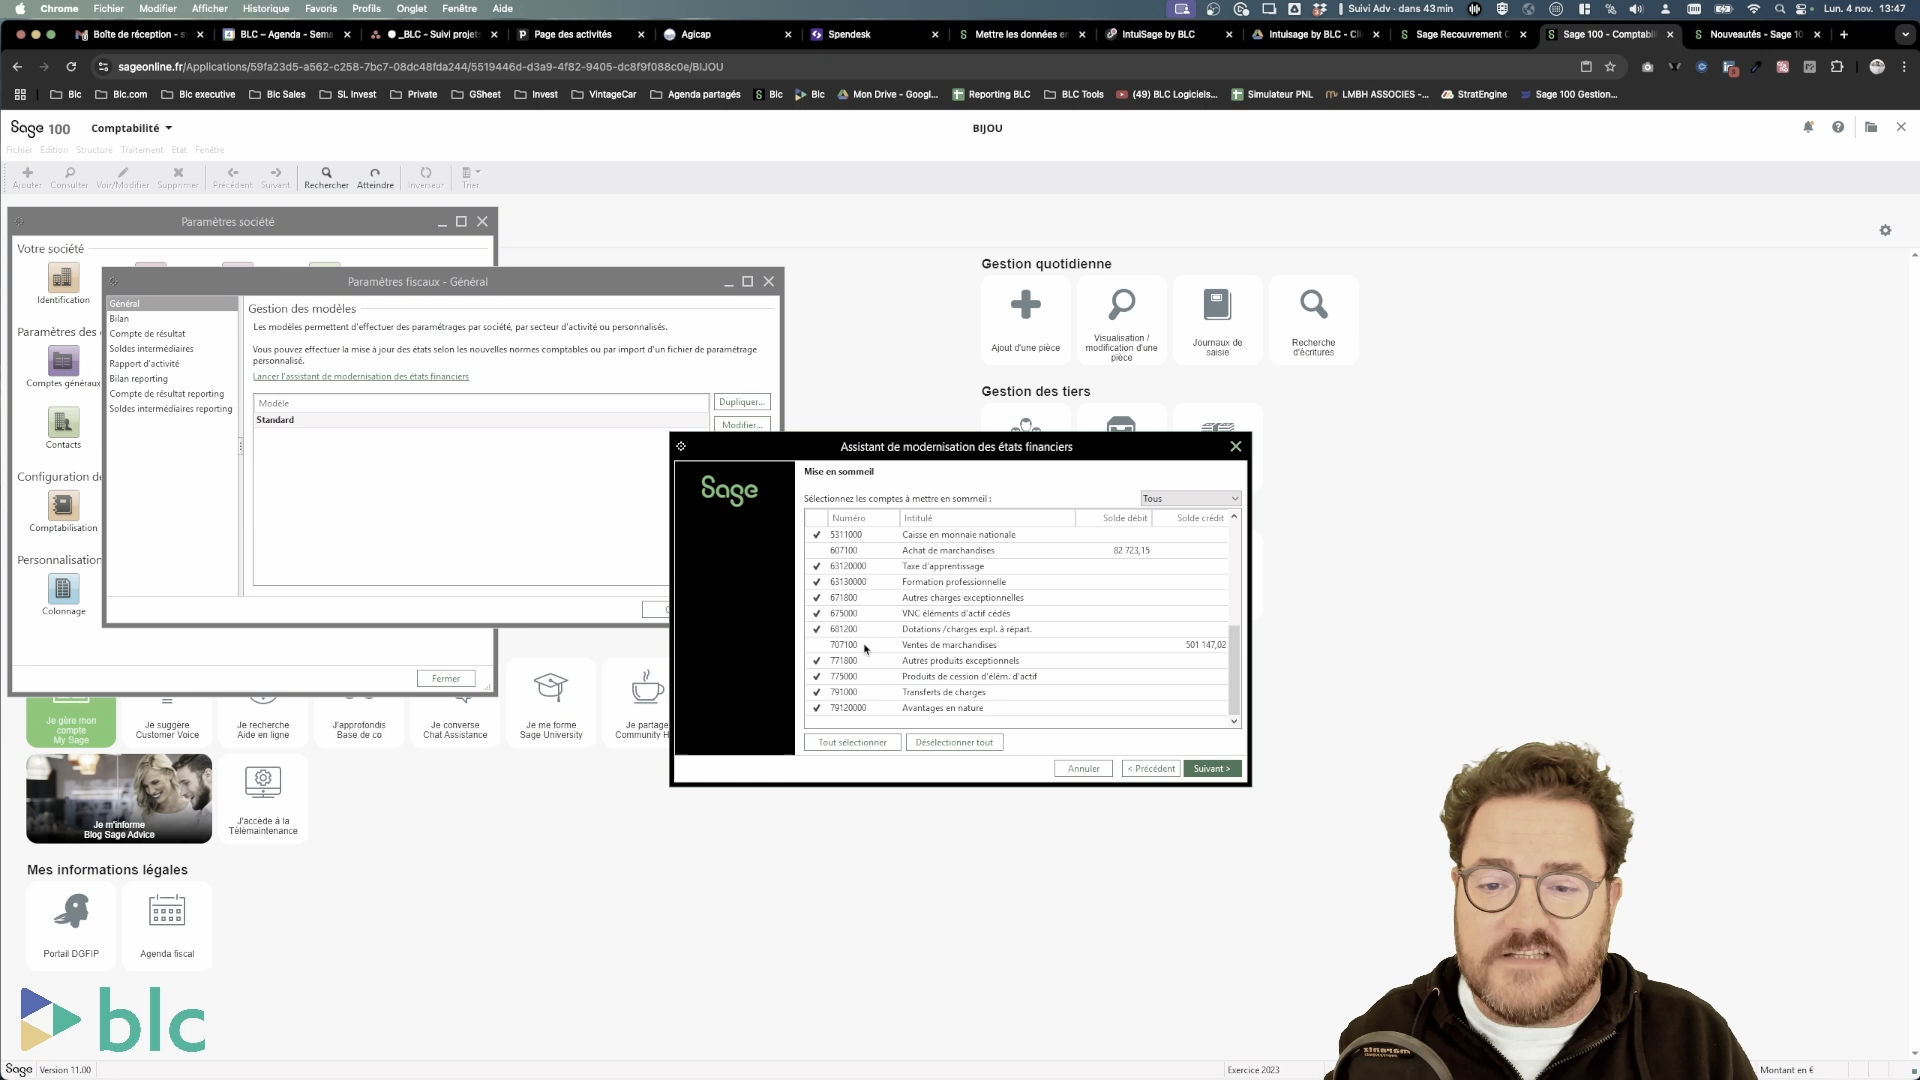 Chrome Fichier Modifier Afficher Historique Favoris Profils Onglet Fenêtre Aide
Suivi Adv · dans 43 min
Lun. 4 nov. 13:47
Boîte de réception - s
BLC – Agenda - Sema
_BLC - Suivi projets
Page des activités
Agicap
Spendesk
Mettre les données en
IntuiSage by BLC
Intuisage by BLC - Cli
Sage Recouvrement C
Sage 100 - Comptabili
Nouveautés - Sage 10
sageonline.fr/Applications/59fa23d5-a562-c258-7bc7-08dc48fda244/5519446d-d3a9-4f82-9405-dc8f9f088c0e/BIJOU
Blc
Blc.com
Blc executive
Blc Sales
SL Invest
Private
GSheet
Invest
VintageCar
Agenda partagés
Blc
Blc
Mon Drive - Googl...
Reporting BLC
BLC Tools
(49) BLC Logiciels...
Simulateur PNL
LMBH ASSOCIES -...
StratEngine
Sage 100 Gestion...
Sage 100 Comptabilité
BIJOU
Fichier Edition Structure Traitement Etat Fenêtre
Ajouter Consulter Voir/Modifier Supprimer Précédent Suivant Rechercher Atteindre Inverseur Trier
Paramètres société
Votre société
Identification
Paramètres des
Comptes généraux
Contacts
Configuration de
Comptabilisation
Personnalisation
Colonnage
Fermer
Paramètres fiscaux - Général
Général
Bilan
Compte de résultat
Soldes intermédiaires
Rapport d'activité
Bilan reporting
Compte de résultat reporting
Soldes intermédiaires reporting
Gestion des modèles
Les modèles permettent d'effectuer des paramétrages par société, par secteur d'activité ou personnalisés.
Vous pouvez effectuer la mise à jour des états selon les nouvelles normes comptables ou par import d'un fichier de paramétrage
personnalisé.
Lancer l'assistant de modernisation des états financiers
Modèle
Standard
Dupliquer...
Modifier...
Gestion quotidienne
Ajout d'une pièce
Visualisation /
modification d'une
pièce
Journaux de
saisie
Recherche
d'écritures
Gestion des tiers
Assistant de modernisation des états financiers
Sage
Mise en sommeil
Sélectionnez les comptes à mettre en sommeil :
Tous
Numéro Intitulé Solde débit Solde crédit
5311000 Caisse en monnaie nationale
607100 Achat de marchandises 82 723,15
63120000 Taxe d'apprentissage
63130000 Formation professionnelle
671800 Autres charges exceptionnelles
675000 VNC éléments d'actif cédés
681200 Dotations /charges expl. à répart.
707100 Ventes de marchandises 501 147,02
771800 Autres produits exceptionnels
775000 Produits de cession d'élém. d'actif
791000 Transferts de charges
79120000 Avantages en nature
Tout sélectionner Désélectionner tout
Annuler < Précédent Suivant >
Je gère mon
compte
My Sage
Je suggère
Customer Voice
Je recherche
Aide en ligne
J'approfondis
Base de co
Je converse
Chat Assistance
Je me forme
Sage University
Je partage
Community H
Je m'informe
Blog Sage Advice
J'accède à la
Télémaintenance
Mes informations légales
Portail DGFIP
Agenda fiscal
blc
Sage Version 11.00
Exercice 2023
Montant en €